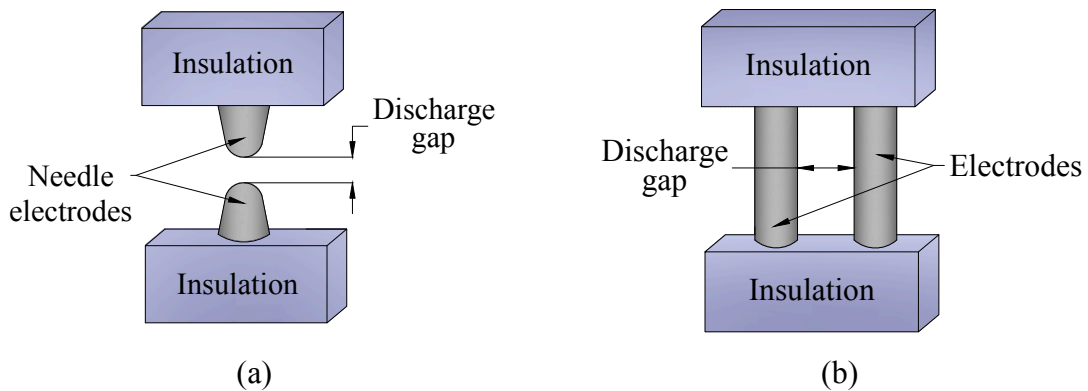 Insulation
Discharge
gap
Needle
electrodes
Insulation
(a)
Insulation
Discharge
gap
Electrodes
Insulation
(b)